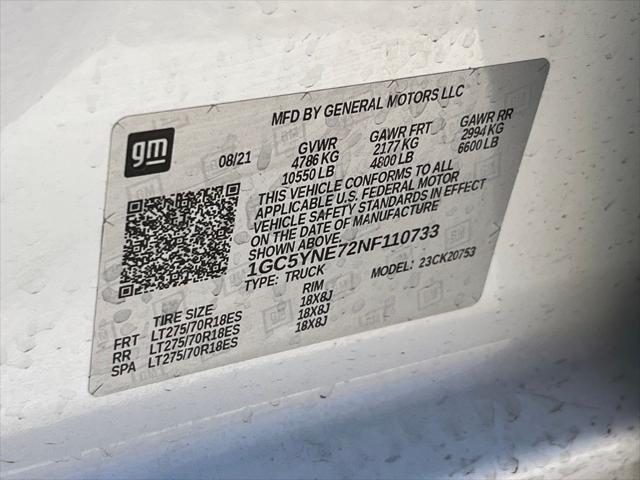 MFD BY GENERAL MOTORS LLC
gm
08/21 GVWR GAWR FRT GAWR RR
4786 KG 2177 KG 2994 KG
10550 LB 4800 LB 6600 LB
THIS VEHICLE CONFORMS TO ALL
APPLICABLE U.S. FEDERAL MOTOR
VEHICLE SAFETY STANDARDS IN EFFECT
ON THE DATE OF MANUFACTURE
SHOWN ABOVE.
1GC5YNE72NF110733
TYPE: TRUCK MODEL: 23CK20753
TIRE SIZE RIM
FRT LT275/70R18ES 18X8J
RR LT275/70R18ES 18X8J
SPA LT275/70R18ES 18X8J